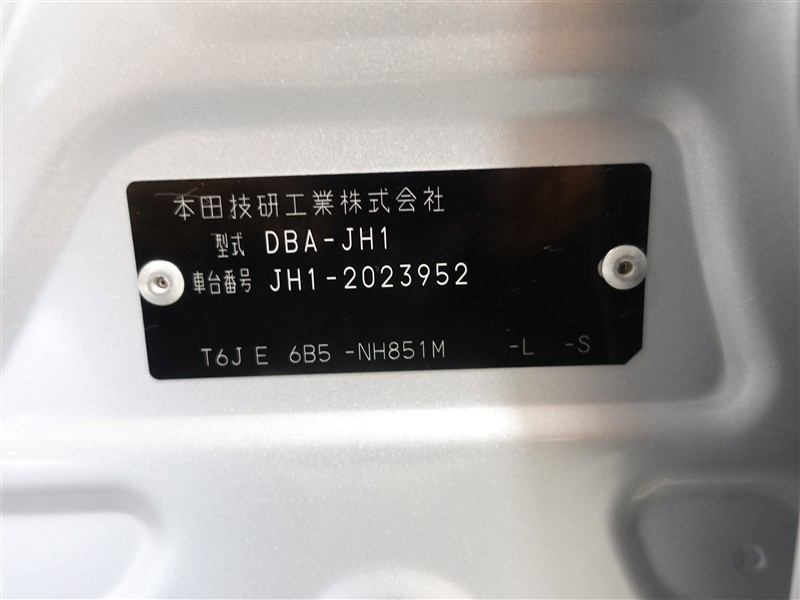 本田技研工業株式会社
型式 DBA-JH1
車台番号 JH1-2023952
T6J E 6B5 -NH851M -L -S